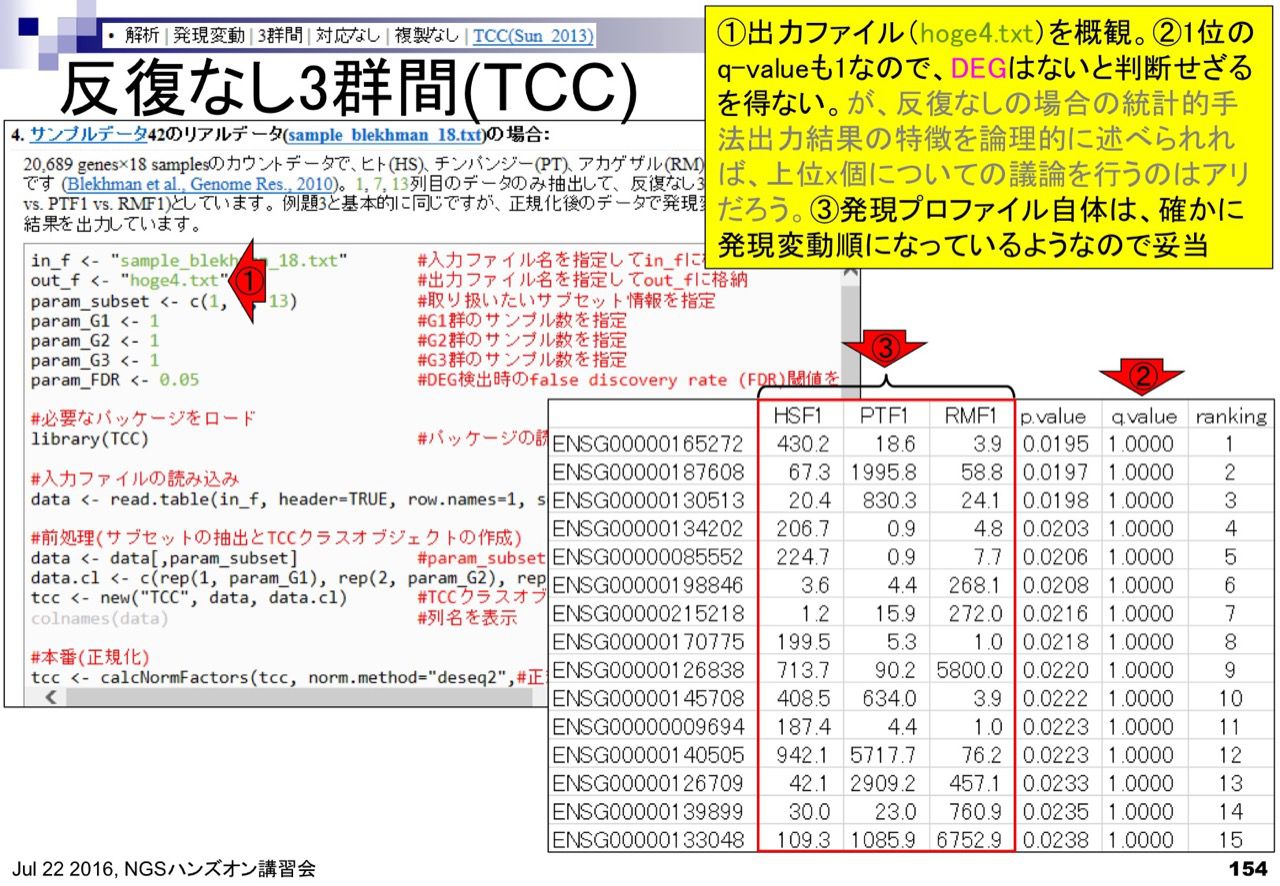 • 解析 | 発現変動 | 3群間 | 対応なし | 複製なし | TCC(Sun_2013)
反復なし3群間(TCC)
①出力ファイル(hoge4.txt)を概観。②1位の
q-valueも1なので、DEGはないと判断せざる
を得ない。が、反復なしの場合の統計的手
法出力結果の特徴を論理的に述べられれ
ば、上位x個についての議論を行うのはアリ
だろう。③発現プロファイル自体は、確かに
発現変動順になっているようなので妥当
4. サンプルデータ42のリアルデータ(sample_blekhman_18.txt)の場合:
20,689 genes×18 samplesのカウントデータで、ヒト(HS)、チンパンジー(PT)、アカゲザル(RM)
です (Blekhman et al., Genome Res., 2010)。1, 7, 13列目のデータのみ抽出して、反復なし3
vs. PTF1 vs. RMF1)としています。例題3と基本的に同じですが、正規化後のデータで発現変
結果を出力しています。
in_f <- "sample_blekhman_18.txt" #入力ファイル名を指定してin_fに
out_f <- "hoge4.txt" #出力ファイル名を指定してout_fに格納
①
param_subset <- c(1, 13) #取り扱いたいサブセット情報を指定
param_G1 <- 1 #G1群のサンプル数を指定
param_G2 <- 1 #G2群のサンプル数を指定
param_G3 <- 1 #G3群のサンプル数を指定
param_FDR <- 0.05 #DEG検出時のfalse discovery rate (FDR)閾値を
#必要なパッケージをロード
library(TCC) #パッケージの読
#入力ファイルの読み込み
data <- read.table(in_f, header=TRUE, row.names=1, s
#前処理(サブセットの抽出とTCCクラスオブジェクトの作成)
data <- data[,param_subset] #param_subset
data.cl <- c(rep(1, param_G1), rep(2, param_G2), rep
tcc <- new("TCC", data, data.cl) #TCCクラスオブ
colnames(data) #列名を表示
#本番(正規化)
tcc <- calcNormFactors(tcc, norm.method="deseq2",#正
③
②
HSF1 PTF1 RMF1 p.value q.value ranking
ENSG00000165272 430.2 18.6 3.9 0.0195 1.0000 1
ENSG00000187608 67.3 1995.8 58.8 0.0197 1.0000 2
ENSG00000130513 20.4 830.3 24.1 0.0198 1.0000 3
ENSG00000134202 206.7 0.9 4.8 0.0203 1.0000 4
ENSG00000085552 224.7 0.9 7.7 0.0206 1.0000 5
ENSG00000198846 3.6 4.4 268.1 0.0208 1.0000 6
ENSG00000215218 1.2 15.9 272.0 0.0216 1.0000 7
ENSG00000170775 199.5 5.3 1.0 0.0218 1.0000 8
ENSG00000126838 713.7 90.2 5800.0 0.0220 1.0000 9
ENSG00000145708 408.5 634.0 3.9 0.0222 1.0000 10
ENSG00000009694 187.4 4.4 1.0 0.0223 1.0000 11
ENSG00000140505 942.1 5717.7 76.2 0.0223 1.0000 12
ENSG00000126709 42.1 2909.2 457.1 0.0233 1.0000 13
ENSG00000139899 30.0 23.0 760.9 0.0235 1.0000 14
ENSG00000133048 109.3 1085.9 6752.9 0.0238 1.0000 15
Jul 22 2016, NGSハンズオン講習会
154